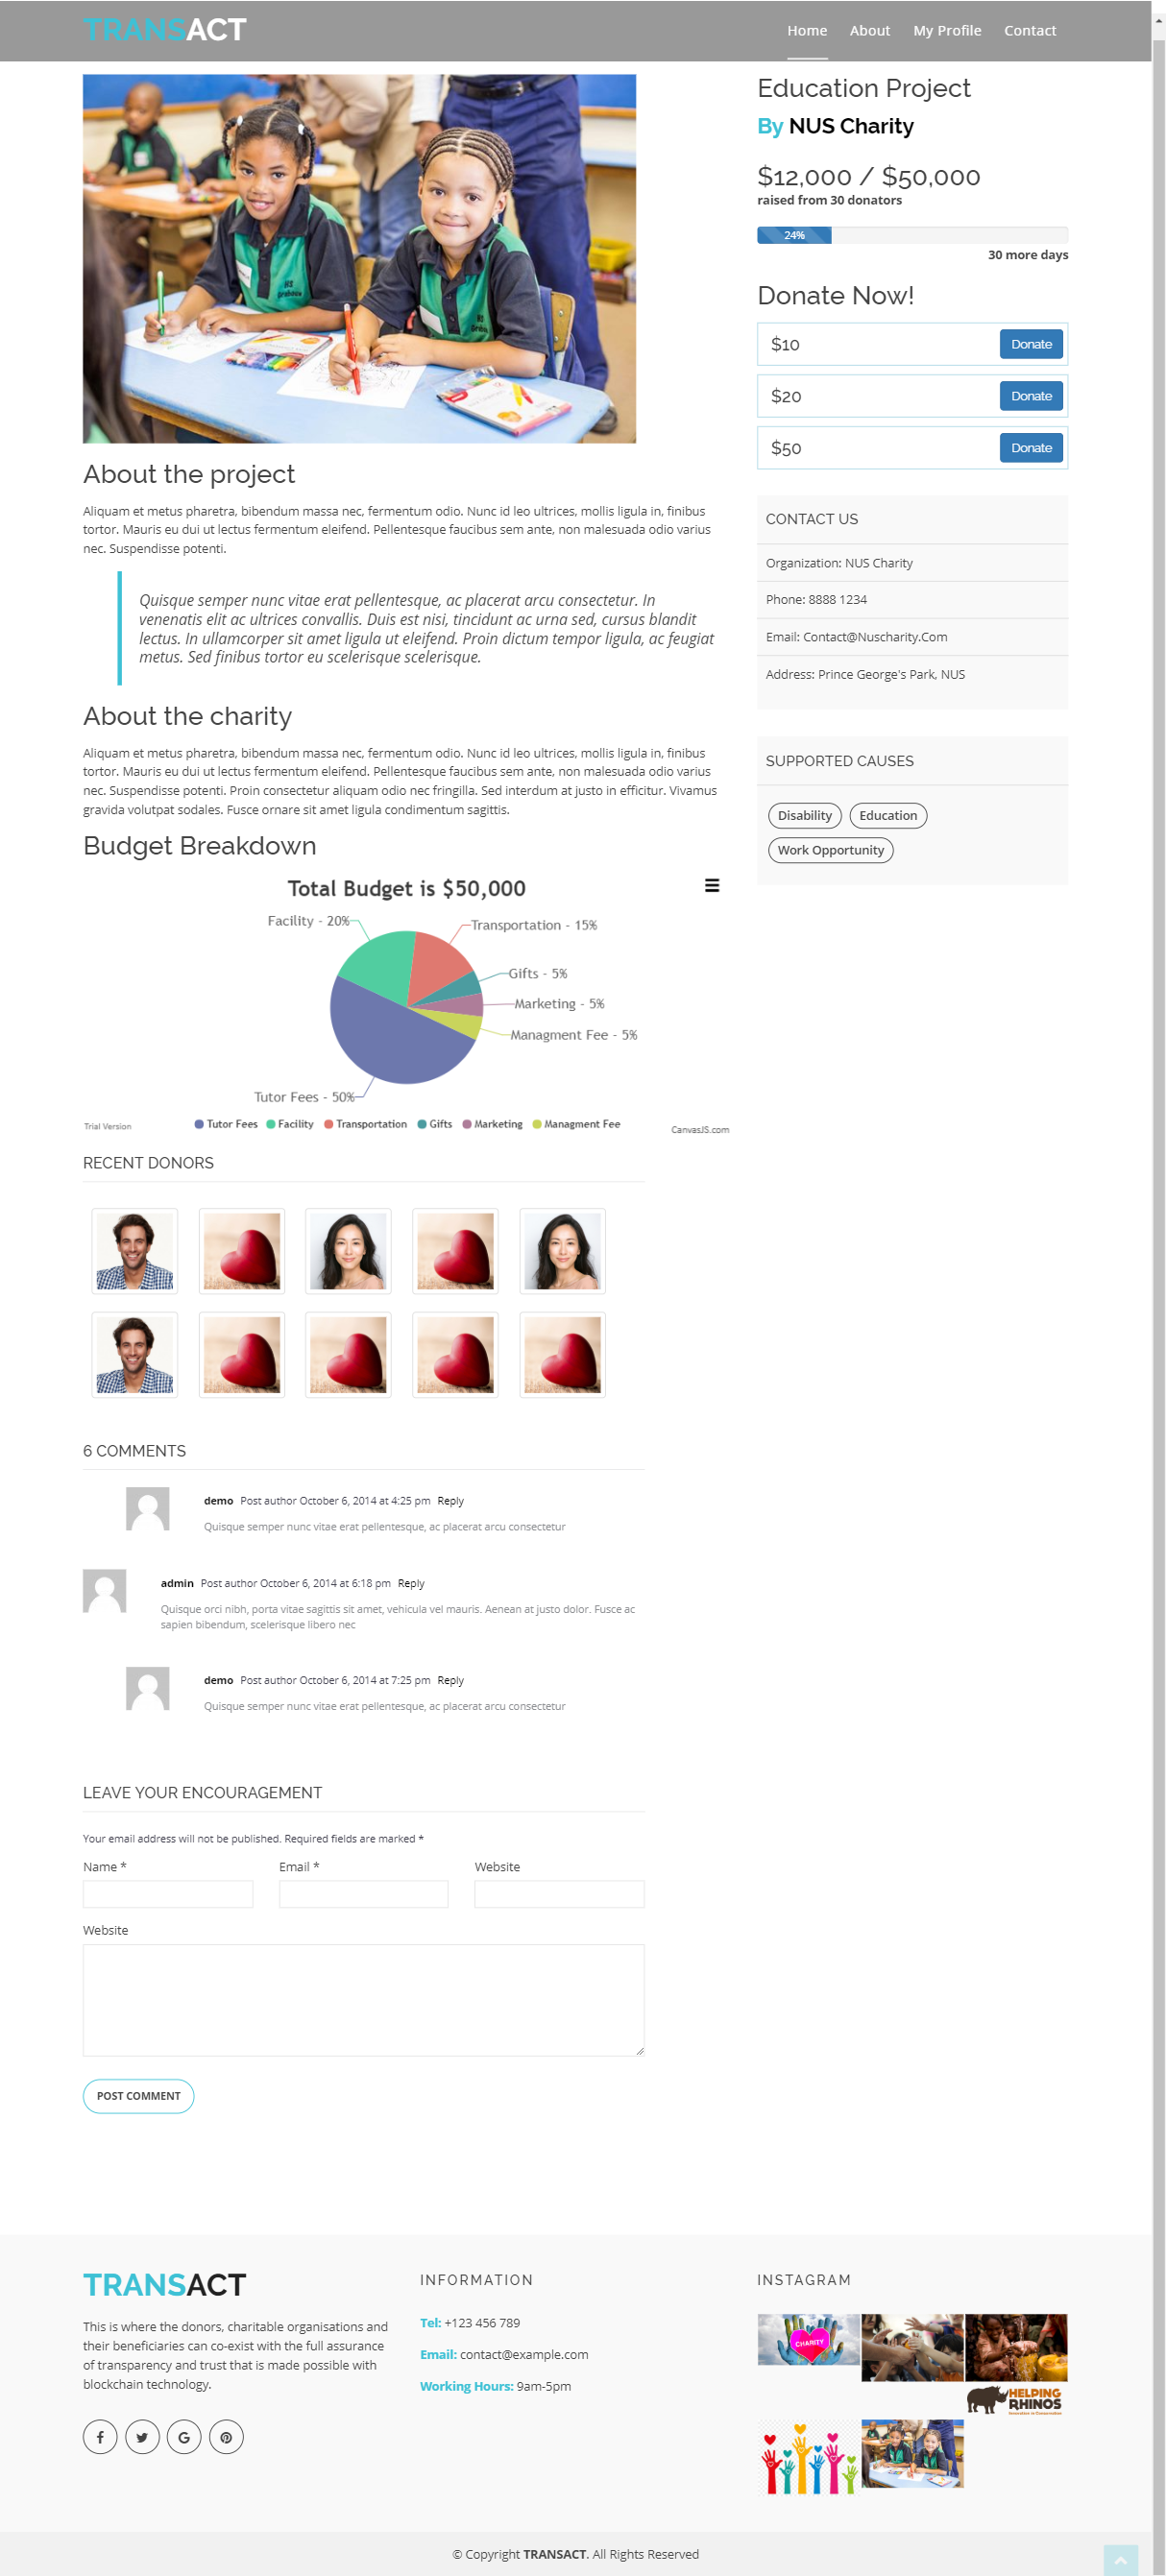 TRANSACT
Home About My Profile Contact
Education Project
By NUS Charity
$12,000 / $50,000
raised from 30 donators
24%
30 more days
Donate Now!
$10 Donate
$20 Donate
$50 Donate
CONTACT US
Organization: NUS Charity
Phone: 8888 1234
Email: Contact@Nuscharity.Com
Address: Prince George's Park, NUS
SUPPORTED CAUSES
Disability Education
Work Opportunity
About the project
Aliquam et metus pharetra, bibendum massa nec, fermentum odio. Nunc id leo ultrices, mollis ligula in, finibus
tortor. Mauris eu dui ut lectus fermentum eleifend. Pellentesque faucibus sem ante, non malesuada odio varius
nec. Suspendisse potenti.
Quisque semper nunc vitae erat pellentesque, ac placerat arcu consectetur. In
venenatis elit ac ultrices convallis. Duis est nisi, tincidunt ac urna sed, cursus blandit
lectus. In ullamcorper sit amet ligula ut eleifend. Proin dictum tempor ligula, ac feugiat
metus. Sed finibus tortor eu scelerisque scelerisque.
About the charity
Aliquam et metus pharetra, bibendum massa nec, fermentum odio. Nunc id leo ultrices, mollis ligula in, finibus
tortor. Mauris eu dui ut lectus fermentum eleifend. Pellentesque faucibus sem ante, non malesuada odio varius
nec. Suspendisse potenti. Proin consectetur aliquam odio nec fringilla. Sed interdum at justo in efficitur. Vivamus
gravida volutpat sodales. Fusce ornare sit amet ligula condimentum sagittis.
Budget Breakdown
Total Budget is $50,000
Facility - 20%
Transportation - 15%
Gifts - 5%
Marketing - 5%
Managment Fee - 5%
Tutor Fees - 50%
Tutor Fees Facility Transportation Gifts Marketing Managment Fee
Trial Version
CanvasJS.com
RECENT DONORS
6 COMMENTS
demo Post author October 6, 2014 at 4:25 pm Reply
Quisque semper nunc vitae erat pellentesque, ac placerat arcu consectetur
admin Post author October 6, 2014 at 6:18 pm Reply
Quisque orci nibh, porta vitae sagittis sit amet, vehicula vel mauris. Aenean at justo dolor. Fusce ac
sapien bibendum, scelerisque libero nec
demo Post author October 6, 2014 at 7:25 pm Reply
Quisque semper nunc vitae erat pellentesque, ac placerat arcu consectetur
LEAVE YOUR ENCOURAGEMENT
Your email address will not be published. Required fields are marked *
Name * Email * Website
Website
POST COMMENT
TRANSACT
This is where the donors, charitable organisations and
their beneficiaries can co-exist with the full assurance
of transparency and trust that is made possible with
blockchain technology.
INFORMATION
Tel: +123 456 789
Email: contact@example.com
Working Hours: 9am-5pm
INSTAGRAM
CHARITY
HELPING
RHINOS
© Copyright TRANSACT. All Rights Reserved